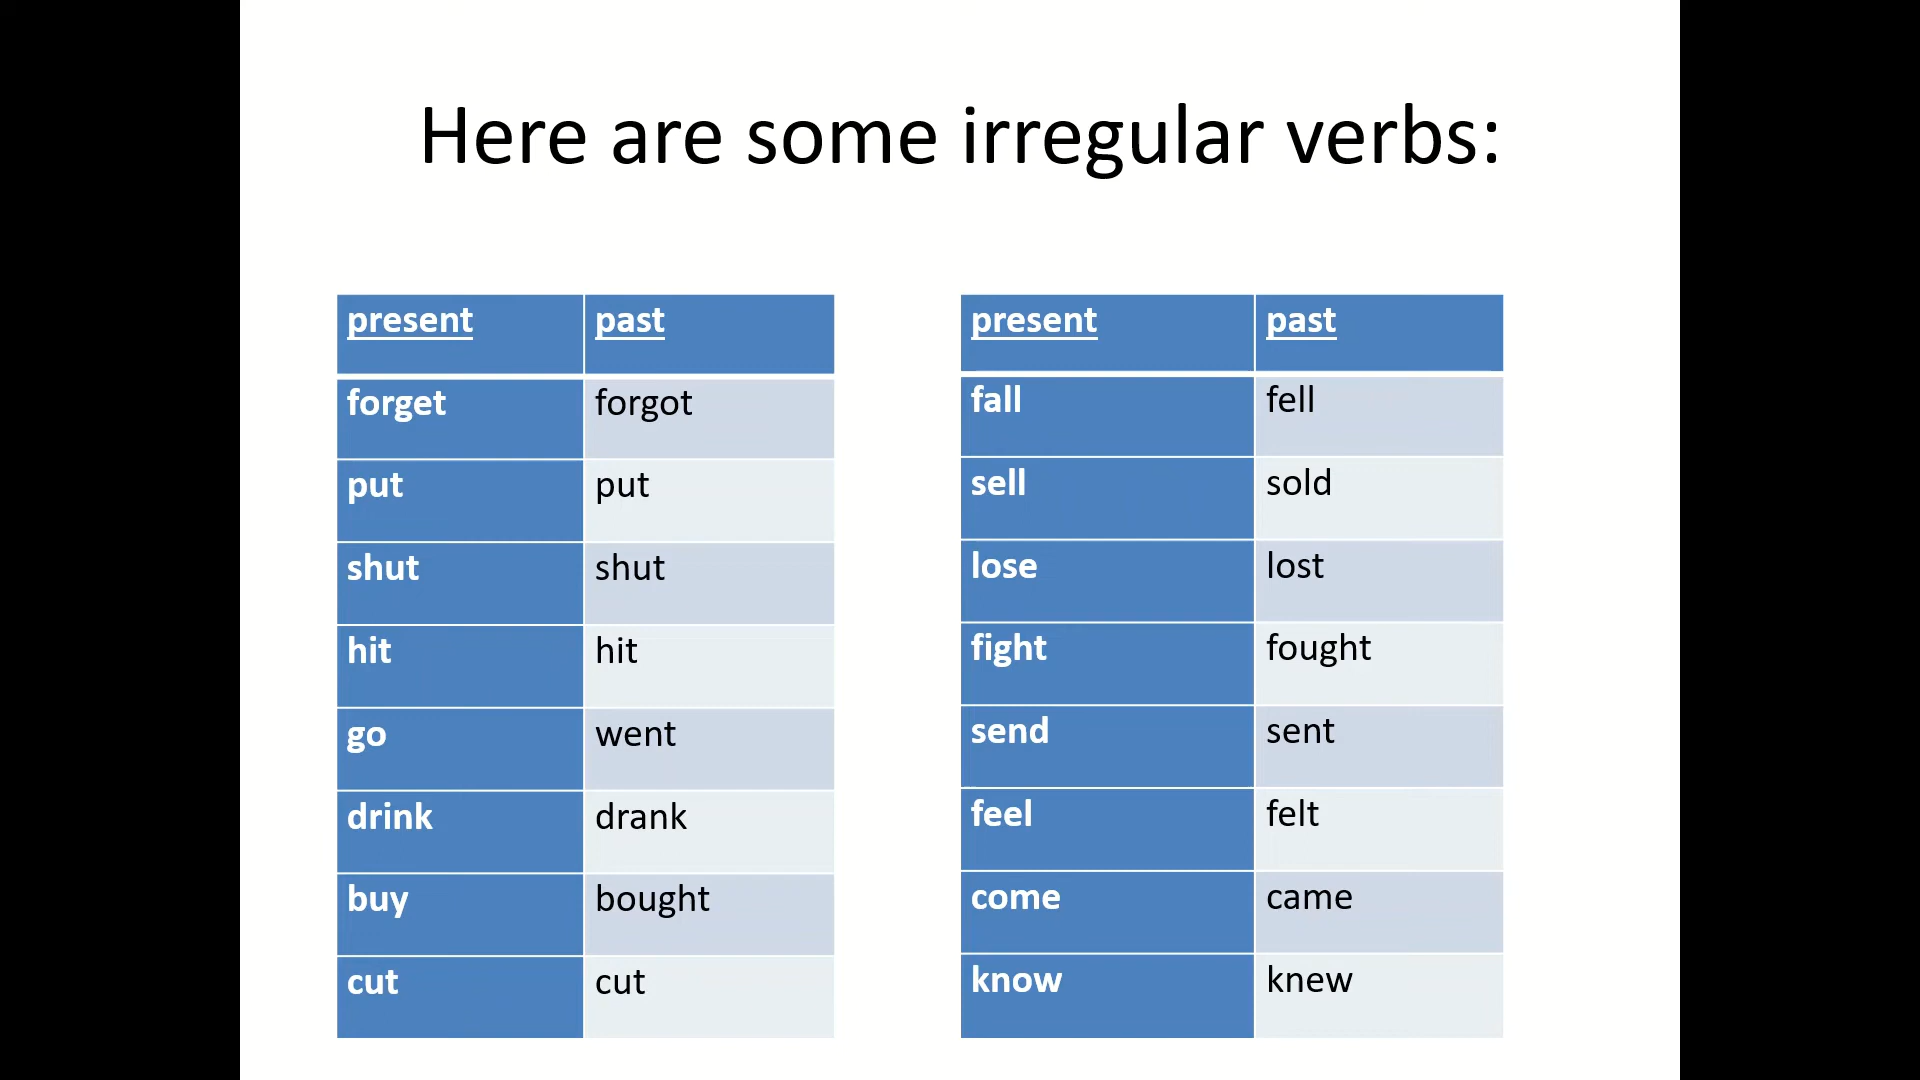 Here are some irregular verbs:
present past
forget forgot
put put
shut shut
hit hit
go went
drink drank
buy bought
cut cut
present past
fall fell
sell sold
lose lost
fight fought
send sent
feel felt
come came
know knew